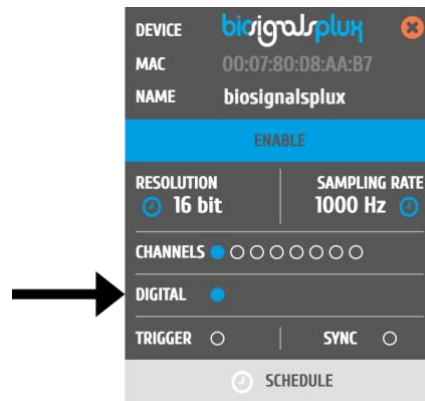 DEVICE biosignalsplux
MAC 00:07:80:D8:AA:B7
NAME biosignalsplux
ENABLE
RESOLUTION SAMPLING RATE
16 bit 1000 Hz
CHANNELS
DIGITAL
TRIGGER SYNC
SCHEDULE